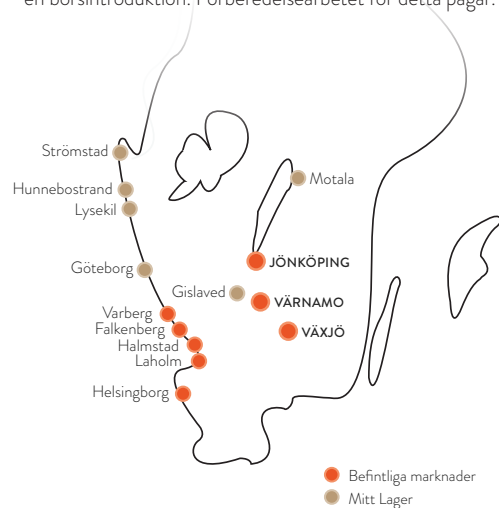 en börsintroduktion. Förberedelsearbetet för detta pågår.
Strömstad
Motala
Hunnebostrand
Lysekil
JÖNKÖPING
Göteborg
Gislaved
VÄRNAMO
Varberg
Falkenberg
VÄXJÖ
Halmstad
Laholm
Helsingborg
Befintliga marknader
Mitt Lager